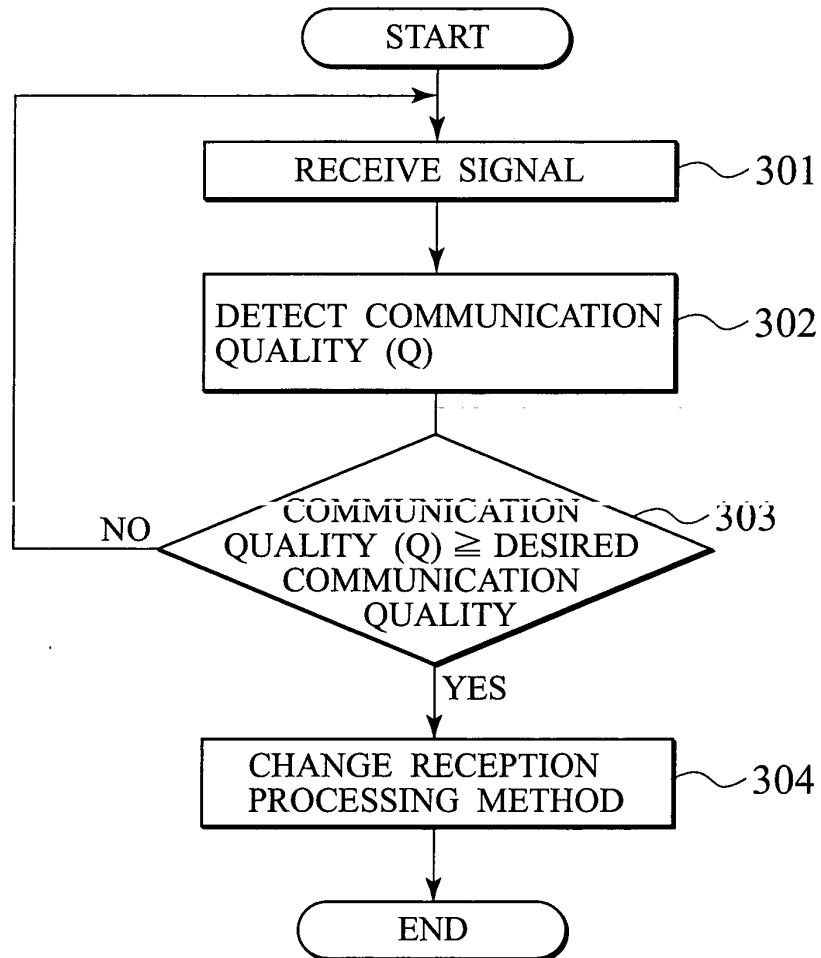 START
RECEIVE SIGNAL
301
DETECT COMMUNICATION
QUALITY (Q)
302
COMMUNICATION
QUALITY (Q) ≧ DESIRED
COMMUNICATION
QUALITY
303
NO
YES
CHANGE RECEPTION
PROCESSING METHOD
304
END